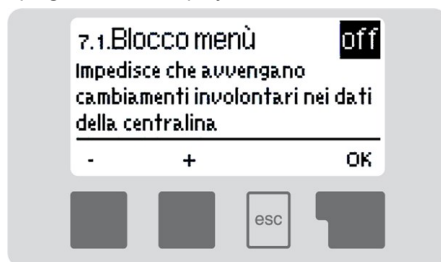 7.1.Blocco menù off
Impedisce che avvengano
cambiamenti involontari nei dati
della centralina
- + OK
esc